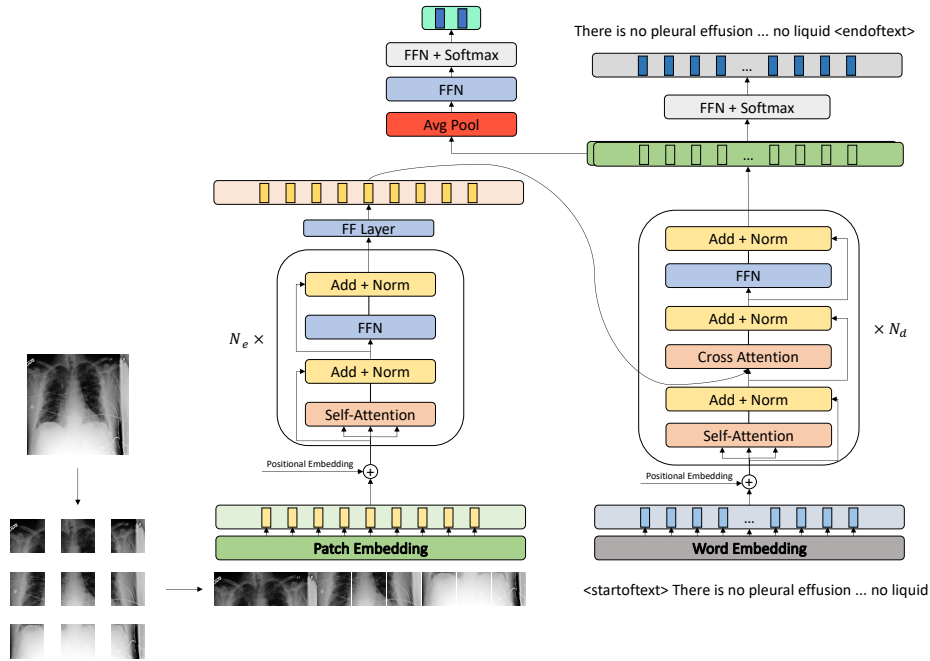 There is no pleural effusion ... no liquid <endoftext>
FFN + Softmax
FFN
Avg Pool
...
FFN + Softmax
...
FF Layer
Add + Norm
FFN
Add + Norm
Self-Attention
N_e ×
Positional Embedding
Patch Embedding
Add + Norm
FFN
Add + Norm
Cross Attention
Add + Norm
Self-Attention
× N_d
Positional Embedding
...
Word Embedding
<startoftext> There is no pleural effusion ... no liquid